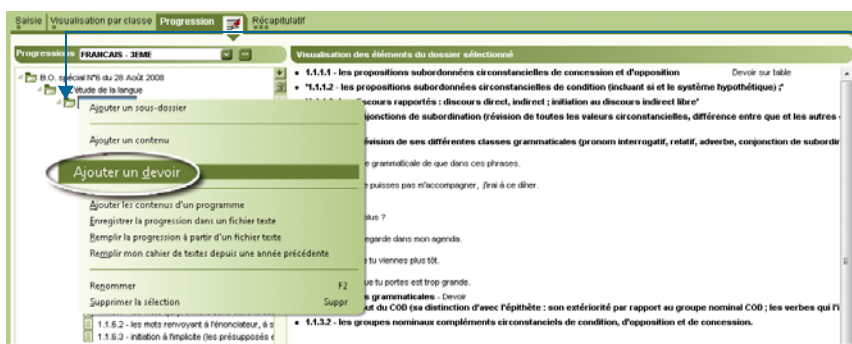 Saisie Visualisation par classe Progression Récapitulatif
Progressions FRANCAIS - 3EME
B.O. spécial N°6 du 28 Août 2008
étude de la langue
Ajouter un sous-dossier
Ajouter un contenu
Ajouter un devoir
Ajouter les contenus d'un programme
Enregistrer la progression dans un fichier texte
Remplir la progression à partir d'un fichier texte
Remplir mon cahier de textes depuis une année précédente
Renommer F2
Supprimer la sélection Suppr
1.1.6.2 - les mots renvoyant à l'énonciateur, à s
1.1.6.3 - initiation à l'implicite (les présupposés e
Visualisation des éléments du dossier sélectionné
• 1.1.1.1 - les propositions subordonnées circonstancielles de concession et d'opposition Devoir sur table
• '1.1.1.2 - les propositions subordonnées circonstancielles de condition (incluant si et le système hypothétique) ;"
discours rapportés : discours direct, indirect ; initiation au discours indirect libre"
onjonctions de subordination (révision de toutes les valeurs circonstancielles, différence entre que et les autres
évision de ses différentes classes grammaticales (pronom interrogatif, relatif, adverbe, conjonction de subordir
e grammaticale de que dans ces phrases.
puisses pas m'accompagner, j'irai à ce dîner.
plus ?
egarde dans mon agenda.
tu viennes plus tôt.
ue tu portes est trop grande.
s grammaticales - Devoir
ut du COD (sa distinction d'avec l'épithète : son extériorité par rapport au groupe nominal COD ; les verbes qui l'i
• 1.1.3.2 - les groupes nominaux compléments circonstanciels de condition, d'opposition et de concession.